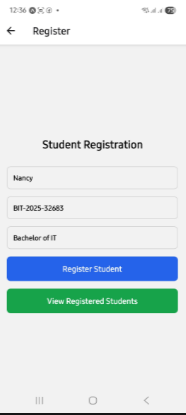 12:36
Register
Student Registration
Nancy
BIT-2025-32683
Bachelor of IT
Register Student
View Registered Students